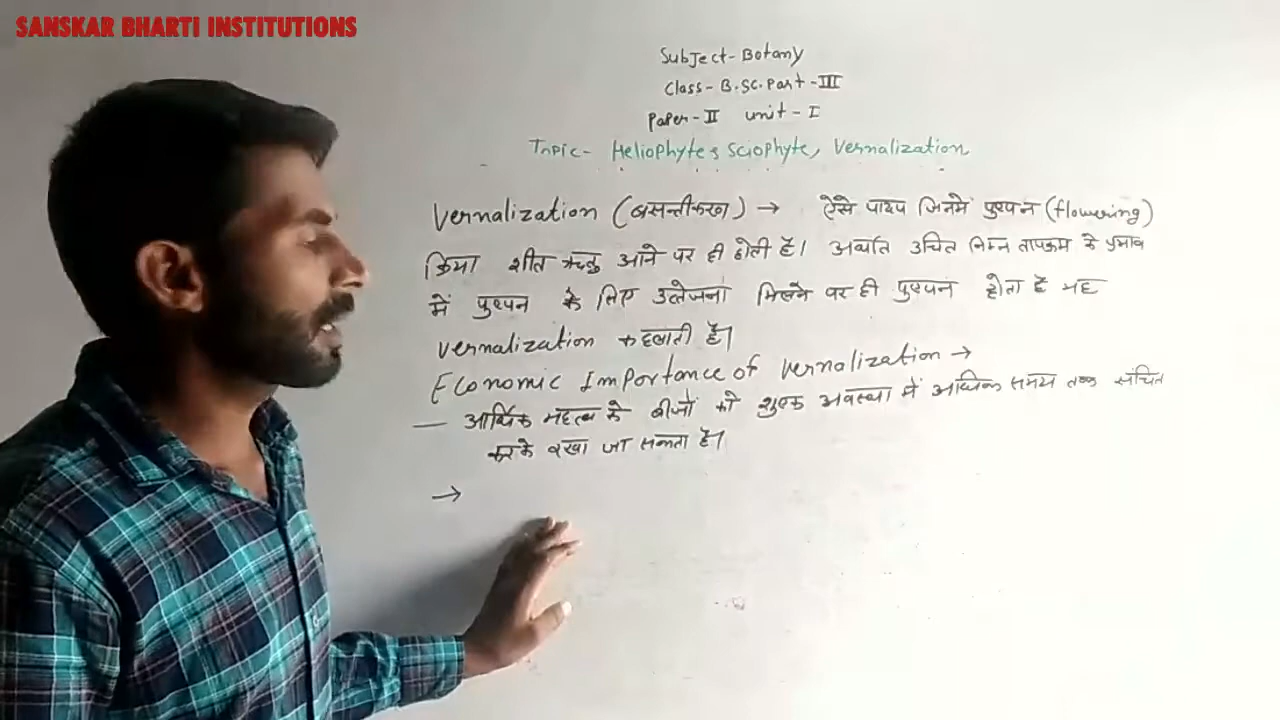 SANSKAR BHARTI INSTITUTIONS
Subject- Botany
Class- B.Sc. Part - III
Paper- II Unit - I
Topic- Heliophyte, Sciophyte, Vernalization
Vernalization (बसन्तीकरण) → ऐसे पादप जिनमें पुष्पन (flowering)
क्रिया शीत ऋतु आने पर ही होती है। अर्थात उचित निम्न तापक्रम के प्रभाव
में पुष्पन के लिए उत्तेजना मिलने पर ही पुष्पन होता है यह
Vernalization कहलाती है।
Economic Importance of Vernalization →
— आर्थिक महत्व के बीजों को शुष्क अवस्था में अधिक समय तक संचित
करके रखा जा सकता है।
→